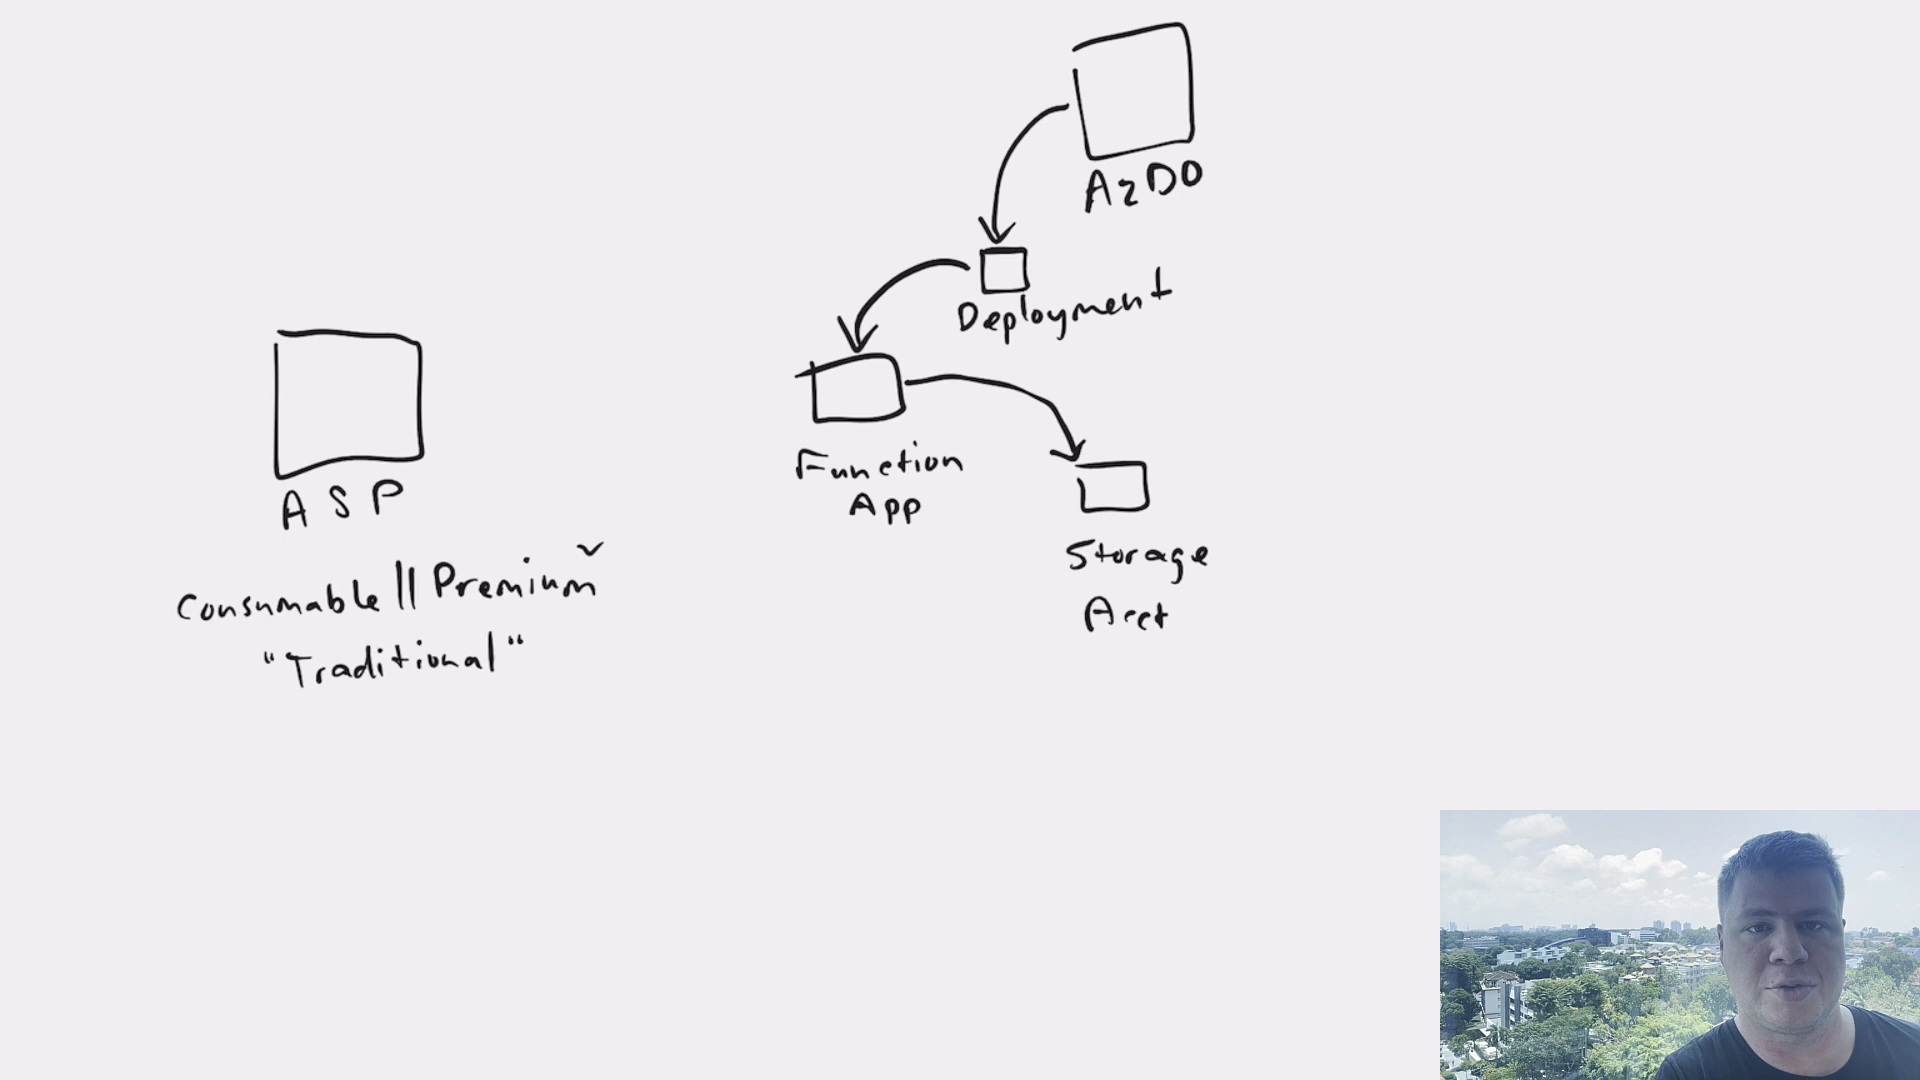 AzDO
Deployment
Function
App
Storage
Acct
ASP
Consumable || Premium
"Traditional"